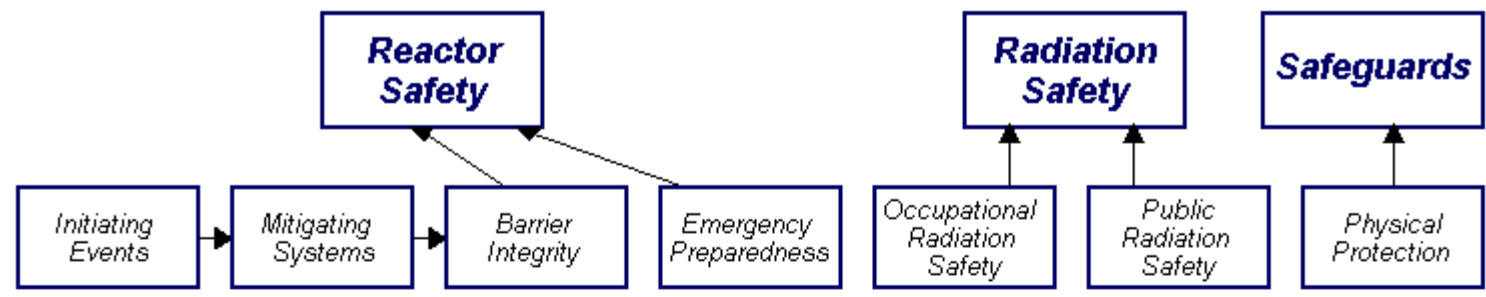 Reactor
Safety
Radiation
Safety
Safeguards
Initiating
Events
Mitigating
Systems
Barrier
Integrity
Emergency
Preparedness
Occupational
Radiation
Safety
Public
Radiation
Safety
Physical
Protection